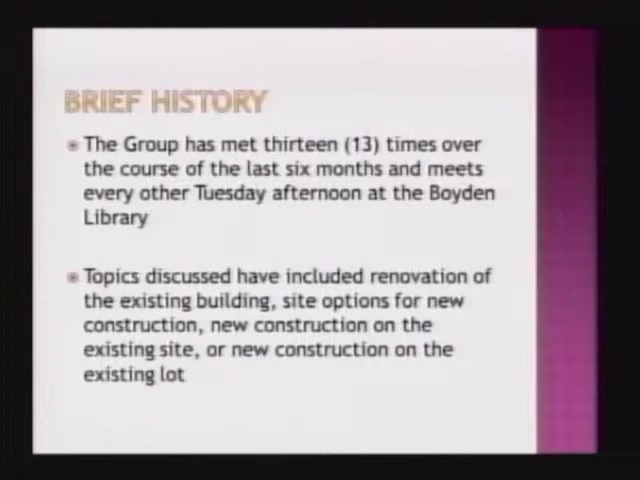 BRIEF HISTORY
The Group has met thirteen (13) times over
the course of the last six months and meets
every other Tuesday afternoon at the Boyden
Library
Topics discussed have included renovation of
the existing building, site options for new
construction, new construction on the
existing site, or new construction on the
existing lot